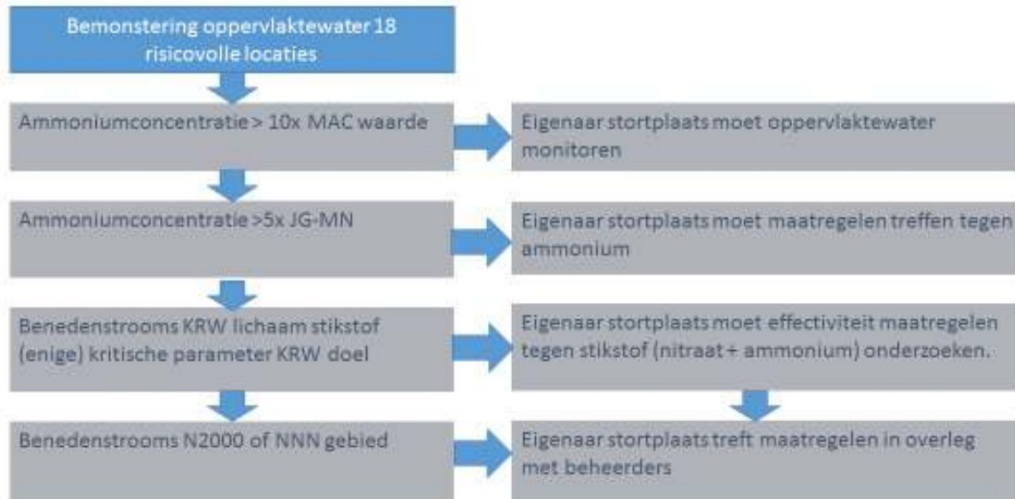 Bemonstering oppervlaktewater 18
risicovolle locaties
Ammoniumconcentratie > 10x MAC waarde
Eigenaar stortplaats moet oppervlaktewater
monitoren
Ammoniumconcentratie >5x JG-MN
Eigenaar stortplaats moet maatregelen treffen tegen
ammonium
Benedenstrooms KRW lichaam stikstof
(enige) kritische parameter KRW doel
Eigenaar stortplaats moet effectiviteit maatregelen
tegen stikstof (nitraat + ammonium) onderzoeken.
Benedenstrooms N2000 of NNN gebied
Eigenaar stortplaats treft maatregelen in overleg
met beheerders